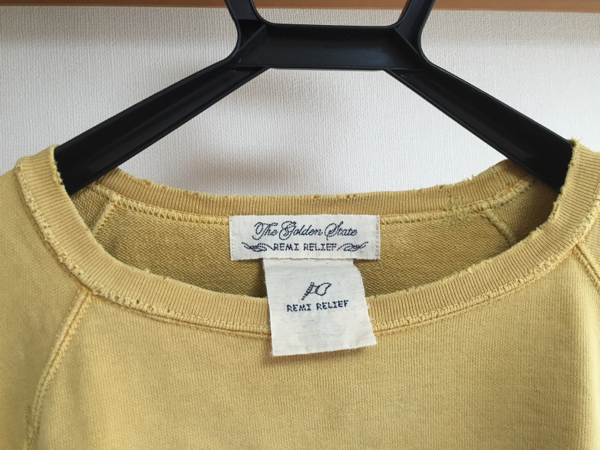 The Golden State
REMI RELIEF
REMI RELIEF